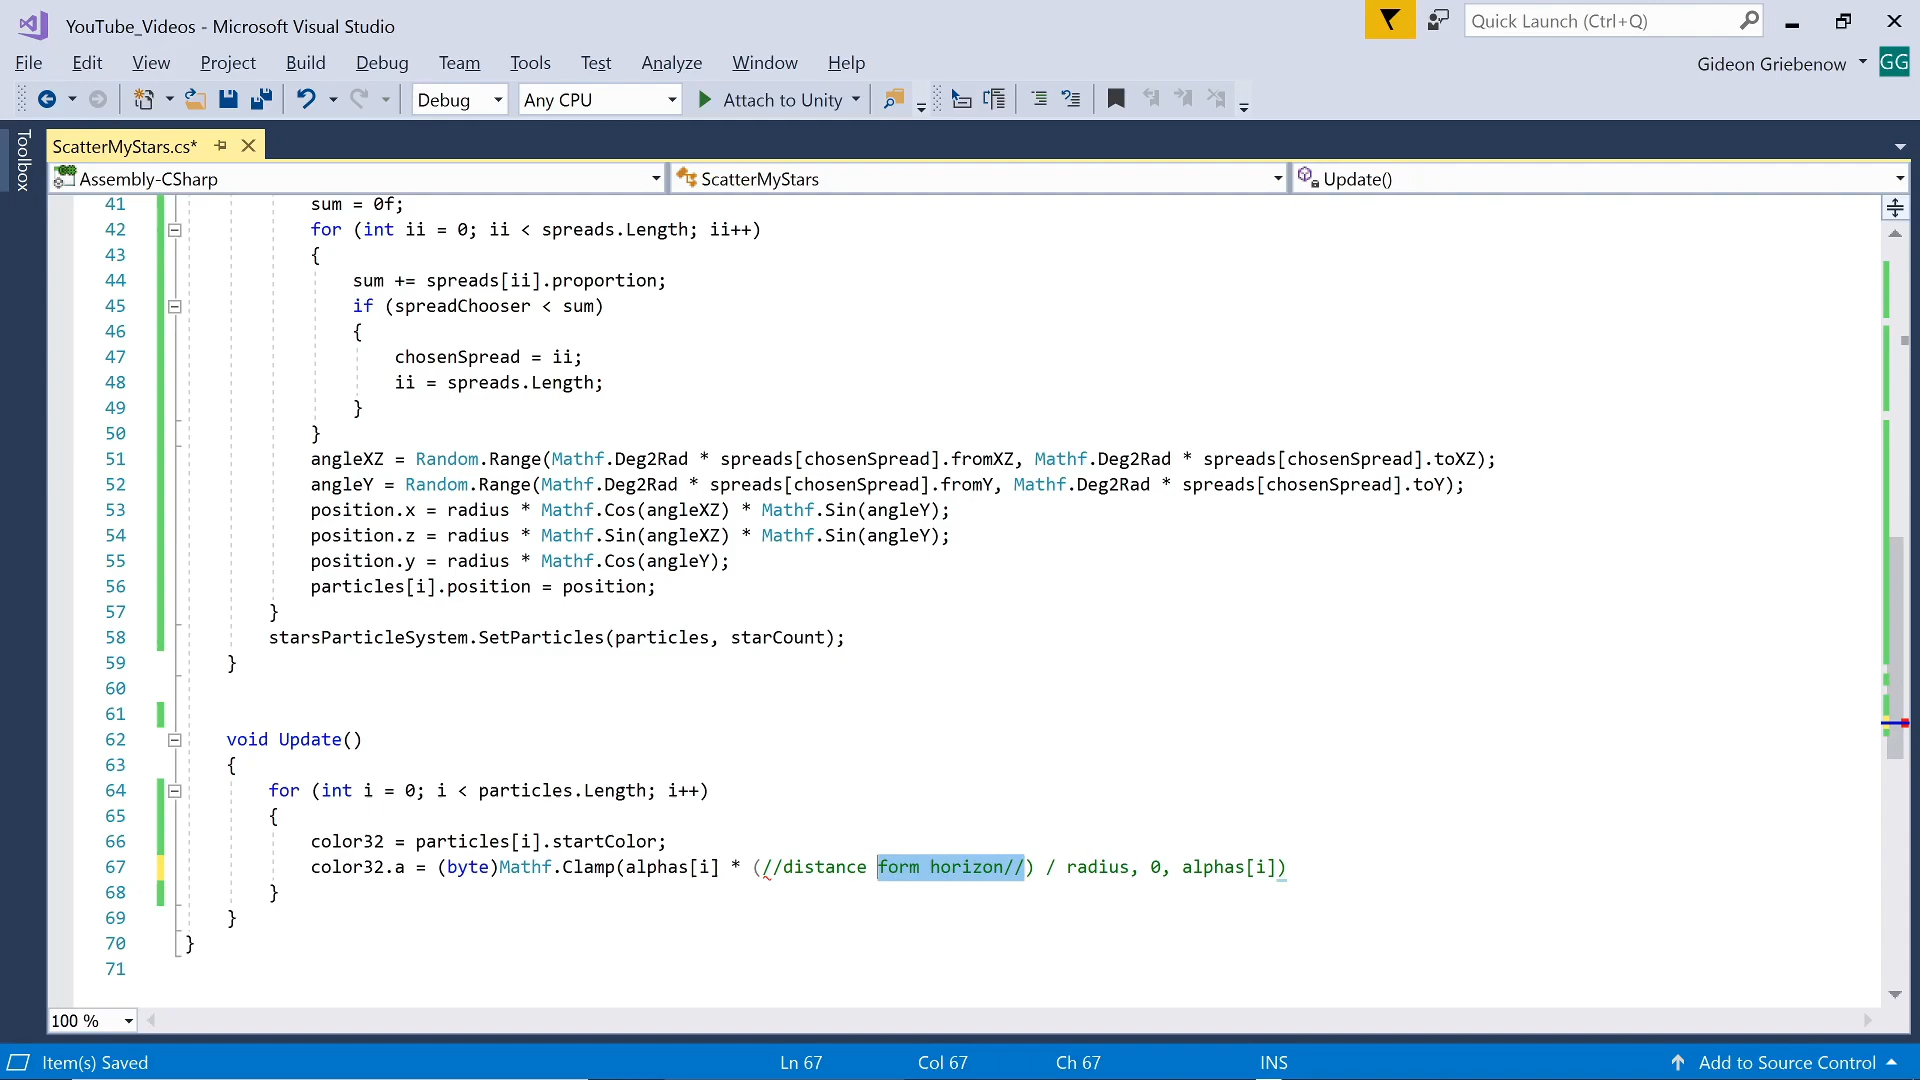 YouTube_Videos - Microsoft Visual Studio
Quick Launch (Ctrl+Q)
File Edit View Project Build Debug Team Tools Test Analyze Window Help
Gideon Griebenow GG
Debug Any CPU Attach to Unity
Toolbox
ScatterMyStars.cs*
Assembly-CSharp ScatterMyStars Update()
41 sum = 0f;
42 for (int ii = 0; ii < spreads.Length; ii++)
43 {
44 sum += spreads[ii].proportion;
45 if (spreadChooser < sum)
46 {
47 chosenSpread = ii;
48 ii = spreads.Length;
49 }
50 }
51 angleXZ = Random.Range(Mathf.Deg2Rad * spreads[chosenSpread].fromXZ, Mathf.Deg2Rad * spreads[chosenSpread].toXZ);
52 angleY = Random.Range(Mathf.Deg2Rad * spreads[chosenSpread].fromY, Mathf.Deg2Rad * spreads[chosenSpread].toY);
53 position.x = radius * Mathf.Cos(angleXZ) * Mathf.Sin(angleY);
54 position.z = radius * Mathf.Sin(angleXZ) * Mathf.Sin(angleY);
55 position.y = radius * Mathf.Cos(angleY);
56 particles[i].position = position;
57 }
58 starsParticleSystem.SetParticles(particles, starCount);
59 }
60
61
62 void Update()
63 {
64 for (int i = 0; i < particles.Length; i++)
65 {
66 color32 = particles[i].startColor;
67 color32.a = (byte)Mathf.Clamp(alphas[i] * (//distance form horizon//) / radius, 0, alphas[i])
68 }
69 }
70 }
71
100 %
Item(s) Saved Ln 67 Col 67 Ch 67 INS Add to Source Control